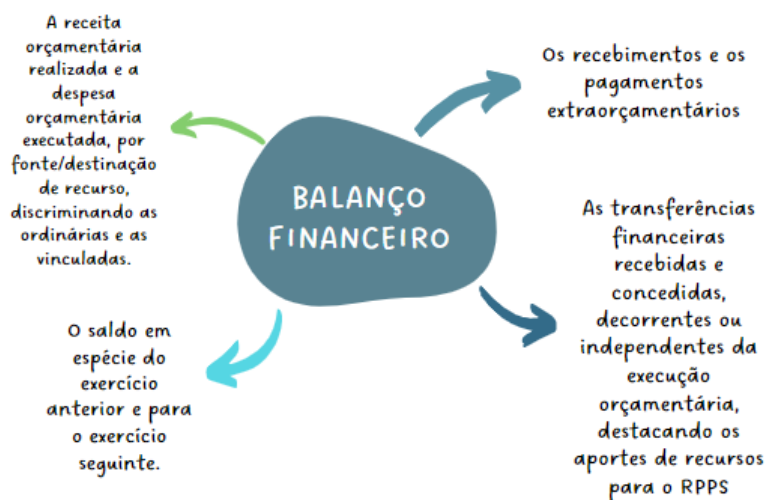 A receita
orçamentária
realizada e a
despesa
orçamentária
executada, por
fonte/destinação
de recurso,
discriminando as
ordinárias e as
vinculadas.
Os recebimentos e os
pagamentos
extraorçamentários
BALANÇO
FINANCEIRO
As transferências
financeiras
recebidas e
concedidas,
decorrentes ou
independentes da
execução
orçamentária,
destacando os
aportes de recursos
para o RPPS
O saldo em
espécie do
exercício
anterior e para
o exercício
seguinte.